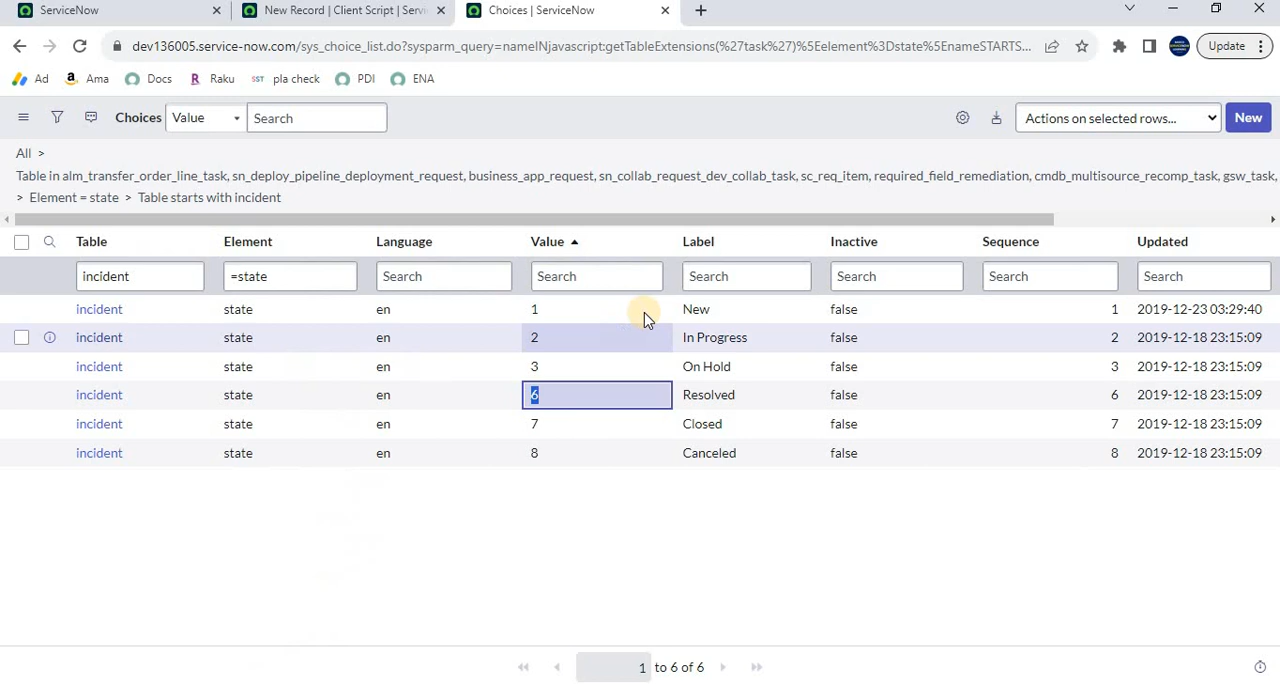 ServiceNow
New Record | Client Script | Servi
Choices | ServiceNow
dev136005.service-now.com/sys_choice_list.do?sysparm_query=nameINjavascript:getTableExtensions(%27task%27)%5Eelement%3Dstate%5EnameSTARTS...
Update
Ad
Ama
Docs
Raku
SST pla check
PDI
ENA
Choices
Value
Search
Actions on selected rows...
New
All >
Table in alm_transfer_order_line_task, sn_deploy_pipeline_deployment_request, business_app_request, sn_collab_request_dev_collab_task, sc_req_item, required_field_remediation, cmdb_multisource_recomp_task, gsw_task,
> Element = state > Table starts with incident
Table Element Language Value Label Inactive Sequence Updated
incident =state Search Search Search Search Search Search
incident state en 1 New false 1 2019-12-23 03:29:40
incident state en 2 In Progress false 2 2019-12-18 23:15:09
incident state en 3 On Hold false 3 2019-12-18 23:15:09
incident state en 6 Resolved false 6 2019-12-18 23:15:09
incident state en 7 Closed false 7 2019-12-18 23:15:09
incident state en 8 Canceled false 8 2019-12-18 23:15:09
1 to 6 of 6